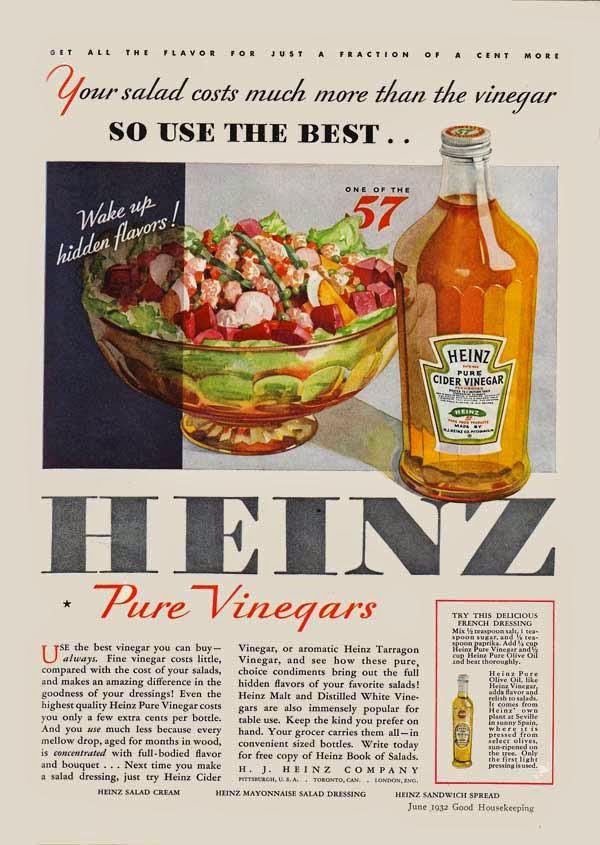 GET ALL THE FLAVOR FOR JUST A FRACTION OF A CENT MORE
Your salad costs much more than the vinegar
SO USE THE BEST..
Wake up
hidden flavors!
ONE OF THE
57
57
HEINZ
PURE
CIDER VINEGAR
HEINZ
57
MADE BY
H.J. HEINZ CO. PITTSBURGH
HEINZ
★ Pure Vinegars
USE the best vinegar you can buy—
always. Fine vinegar costs little,
compared with the cost of your salads,
and makes an amazing difference in the
goodness of your dressings! Even the
highest quality Heinz Pure Vinegar costs
you only a few extra cents per bottle.
And you use much less because every
mellow drop, aged for months in wood,
is concentrated with full-bodied flavor
and bouquet . . . Next time you make
a salad dressing, just try Heinz Cider
Vinegar, or aromatic Heinz Tarragon
Vinegar, and see how these pure,
choice condiments bring out the full
hidden flavors of your favorite salads!
Heinz Malt and Distilled White Vine-
gars are also immensely popular for
table use. Keep the kind you prefer on
hand. Your grocer carries them all—in
convenient sized bottles. Write today
for free copy of Heinz Book of Salads.
H. J. HEINZ COMPANY
PITTSBURGH, U. S. A. . TORONTO, CAN. . LONDON, ENG.
TRY THIS DELICIOUS
FRENCH DRESSING
Mix ½ teaspoon salt, 1 tea-
spoon sugar, and ½ tea-
spoon paprika. Add ¼ cup
Heinz Pure Vinegar and ½
cup Heinz Pure Olive Oil
and beat thoroughly.
Heinz Pure
Olive Oil, like
Heinz Vinegar,
adds flavor and
relish to salads.
It comes from
Heinz' own
plant at Seville
in sunny Spain,
where it is
pressed from
select olives,
sun-ripened on
the tree. Only
the first light
pressing is used.
HEINZ SALAD CREAM
HEINZ MAYONNAISE SALAD DRESSING
HEINZ SANDWICH SPREAD
June 1932 Good Housekeeping